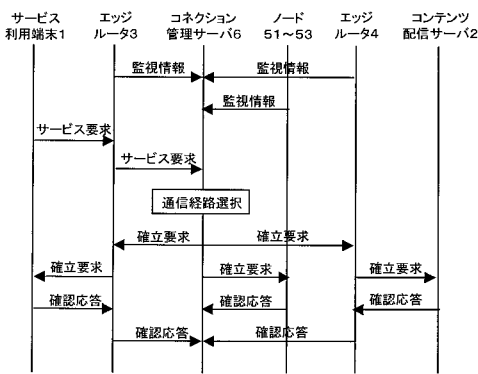 サービス エッジ コネクション ノード エッジ コンテンツ
利用端末1 ルータ3 管理サーバ6 51～53 ルータ4 配信サーバ2
監視情報 監視情報
監視情報
サービス要求
サービス要求
通信経路選択
確立要求 確立要求
確立要求 確立要求 確立要求
確認応答 確認応答 確認応答
確認応答 確認応答